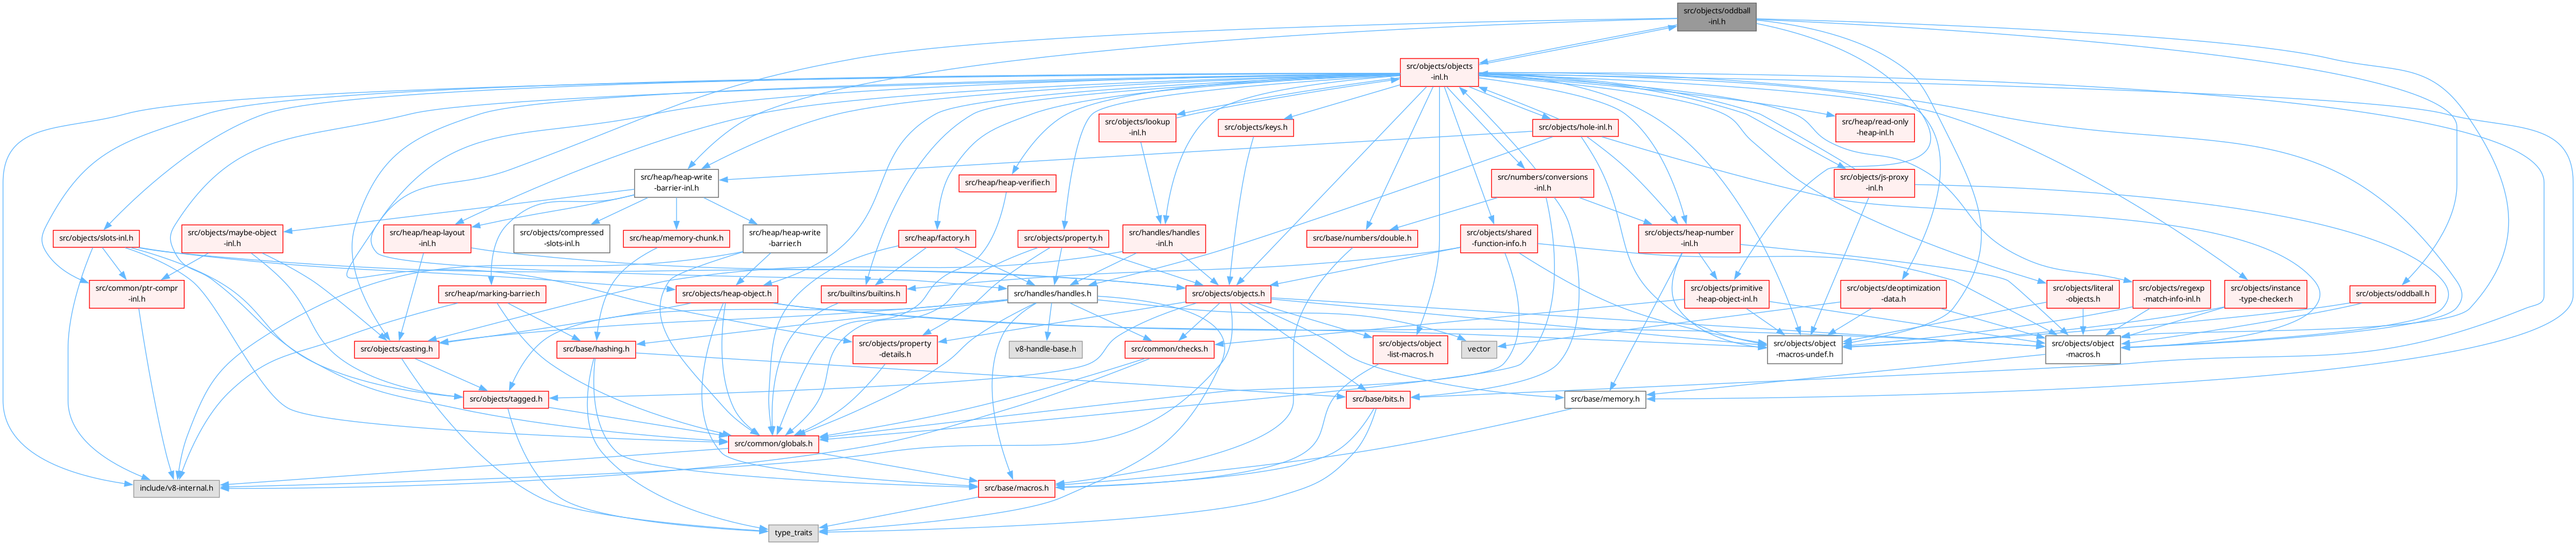 src/objects/oddball
-inl.h
src/objects/objects
-inl.h
src/objects/lookup
-inl.h
src/objects/keys.h
src/objects/hole-inl.h
src/heap/read-only
-heap-inl.h
src/heap/heap-write
-barrier-inl.h
src/heap/heap-verifier.h
src/numbers/conversions
-inl.h
src/objects/js-proxy
-inl.h
src/objects/slots-inl.h
src/objects/maybe-object
-inl.h
src/heap/heap-layout
-inl.h
src/objects/compressed
-slots-inl.h
src/heap/memory-chunk.h
src/heap/heap-write
-barrier.h
src/heap/factory.h
src/objects/property.h
src/handles/handles
-inl.h
src/base/numbers/double.h
src/objects/shared
-function-info.h
src/objects/heap-number
-inl.h
src/common/ptr-compr
-inl.h
src/heap/marking-barrier.h
src/objects/heap-object.h
src/builtins/builtins.h
src/handles/handles.h
src/objects/objects.h
src/objects/primitive
-heap-object-inl.h
src/objects/deoptimization
-data.h
src/objects/literal
-objects.h
src/objects/regexp
-match-info-inl.h
src/objects/instance
-type-checker.h
src/objects/oddball.h
src/objects/casting.h
src/base/hashing.h
src/objects/property
-details.h
v8-handle-base.h
src/common/checks.h
vector
src/objects/object
-list-macros.h
src/objects/object
-macros-undef.h
src/objects/object
-macros.h
src/objects/tagged.h
src/base/bits.h
src/base/memory.h
src/common/globals.h
include/v8-internal.h
src/base/macros.h
type_traits